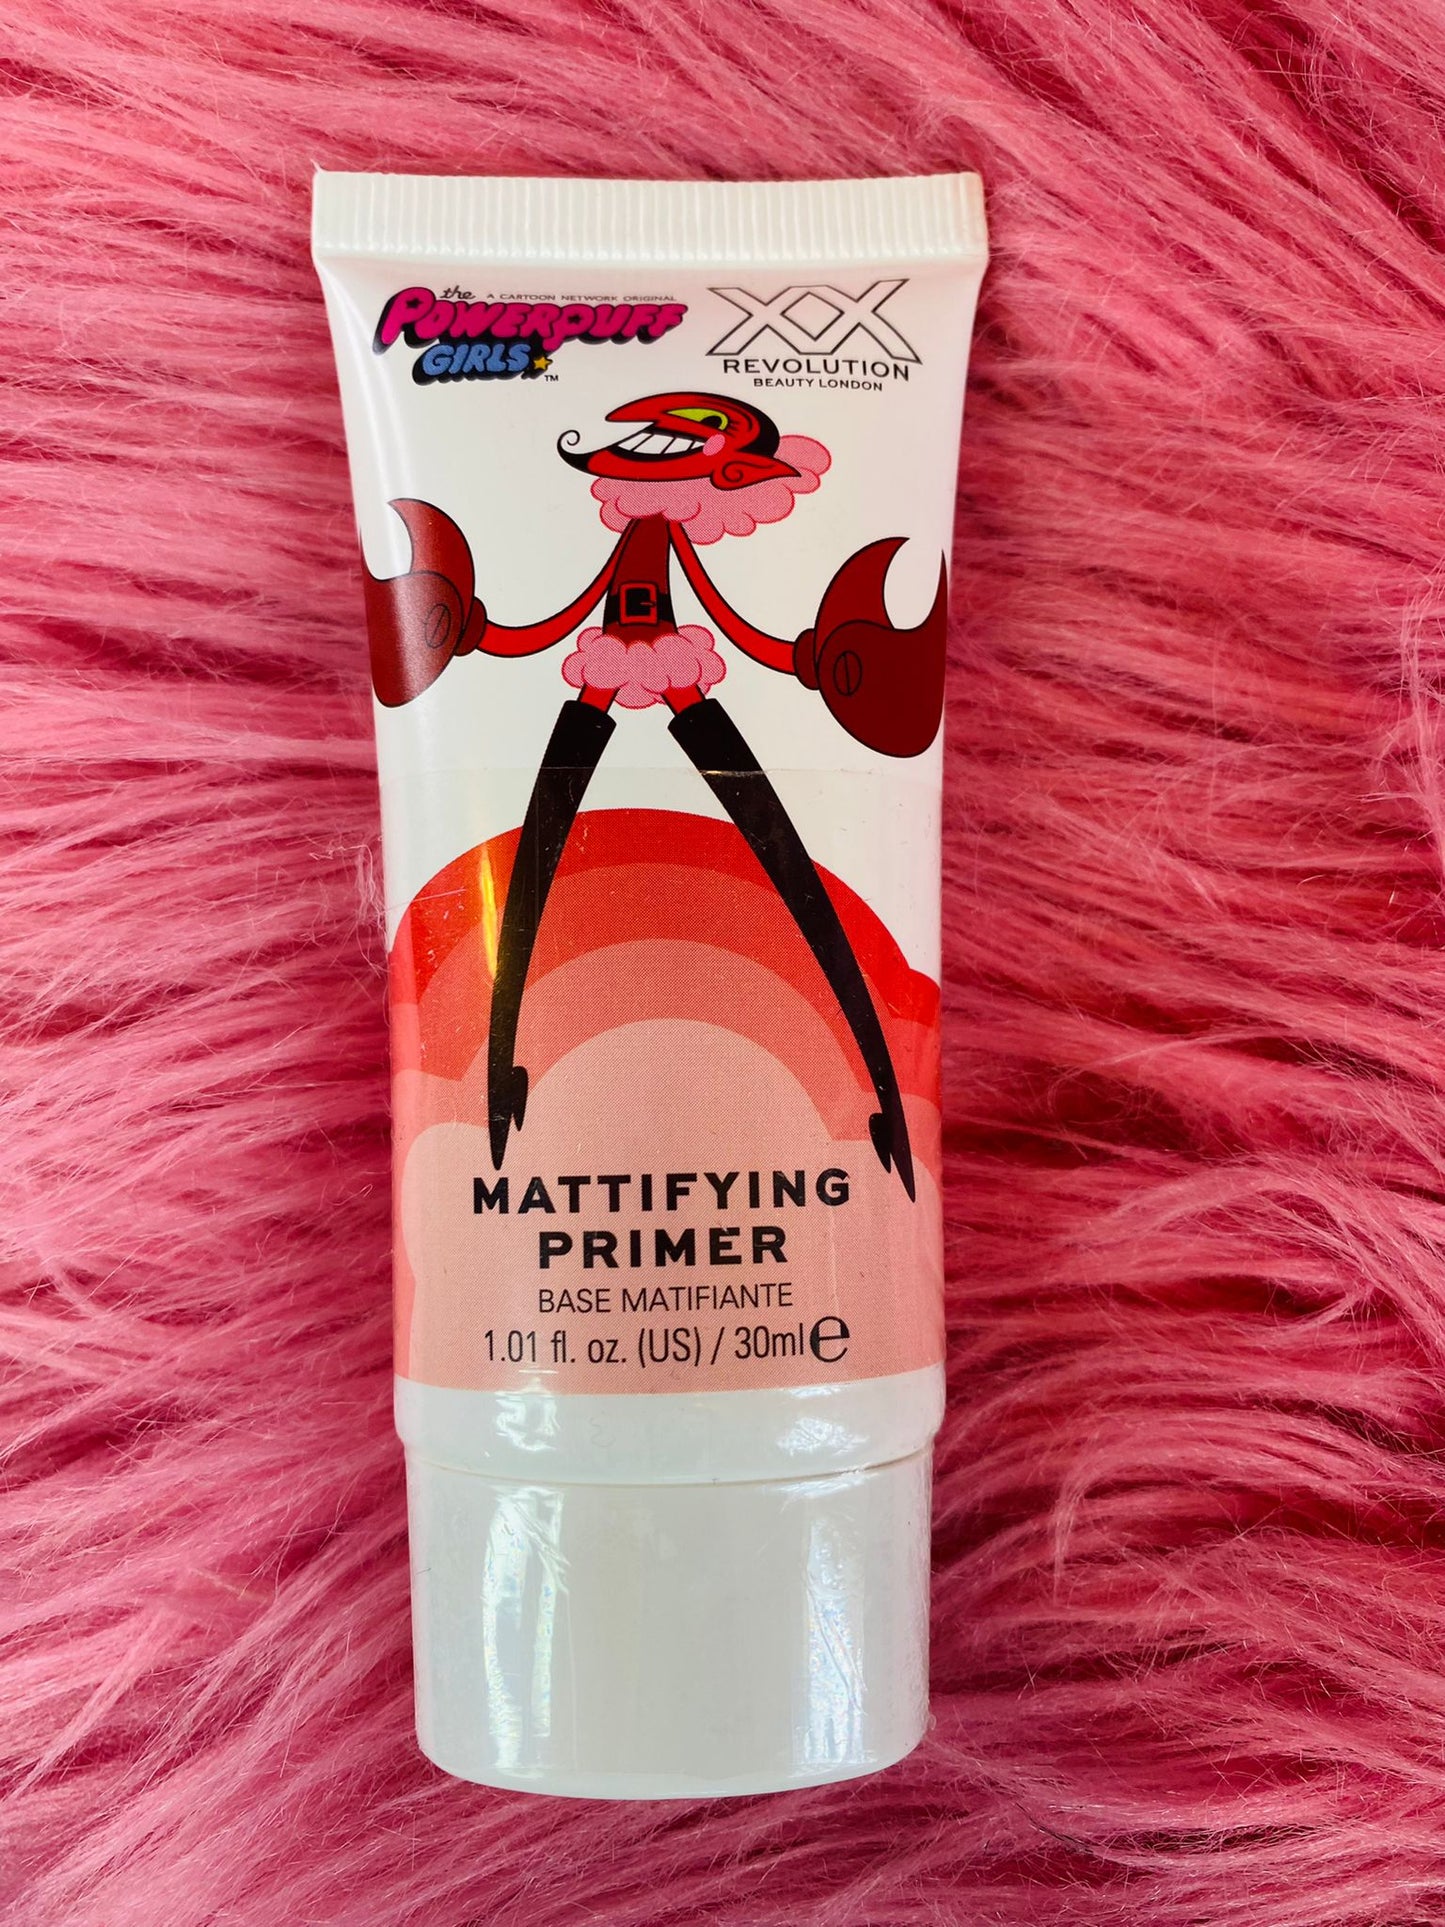 the A CARTOON NETWORK ORIGINAL
POWERPUFF
GIRLS ™
XX
REVOLUTION
BEAUTY LONDON
MATTIFYING
PRIMER
BASE MATIFIANTE
1.01 fl. oz. (US) / 30ml ℮